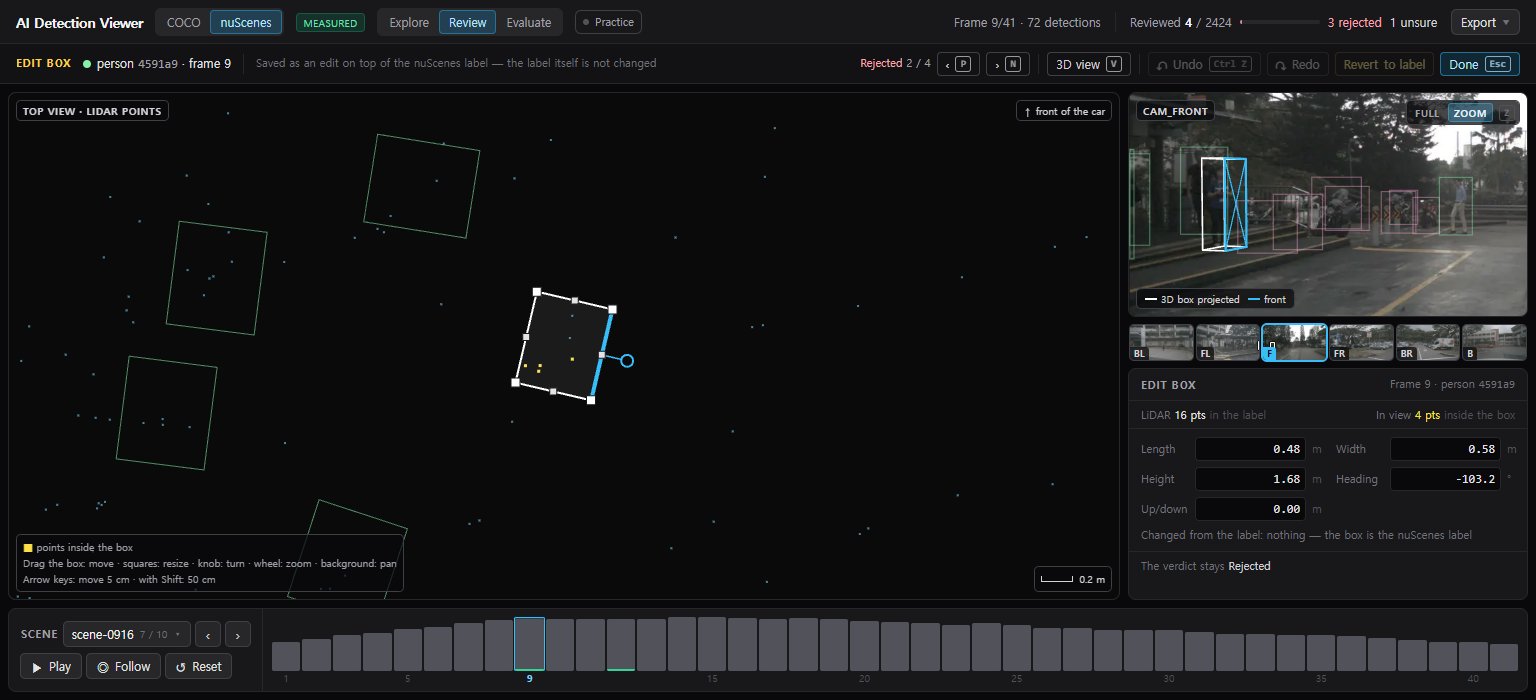 AI Detection Viewer COCO nuScenes MEASURED Explore Review Evaluate Practice Frame 9/41 · 72 detections Reviewed 4 / 2424 3 rejected 1 unsure Export
EDIT BOX person 4591a9 · frame 9 Saved as an edit on top of the nuScenes label — the label itself is not changed Rejected 2 / 4 ‹ P › N 3D view V Undo Ctrl Z Redo Revert to label Done Esc
TOP VIEW · LIDAR POINTS
↑ front of the car
points inside the box
Drag the box: move · squares: resize · knob: turn · wheel: zoom · background: pan
Arrow keys: move 5 cm · with Shift: 50 cm
0.2 m
CAM_FRONT
FULL ZOOM Z
3D box projected front
BL FL F FR BR B
EDIT BOX Frame 9 · person 4591a9
LiDAR 16 pts in the label In view 4 pts inside the box
Length 0.48 m Width 0.58 m
Height 1.68 m Heading -103.2 °
Up/down 0.00 m
Changed from the label: nothing — the box is the nuScenes label
The verdict stays Rejected
SCENE scene-0916 7 / 10 ‹ ›
Play Follow Reset
1 5 9 15 20 25 30 35 40